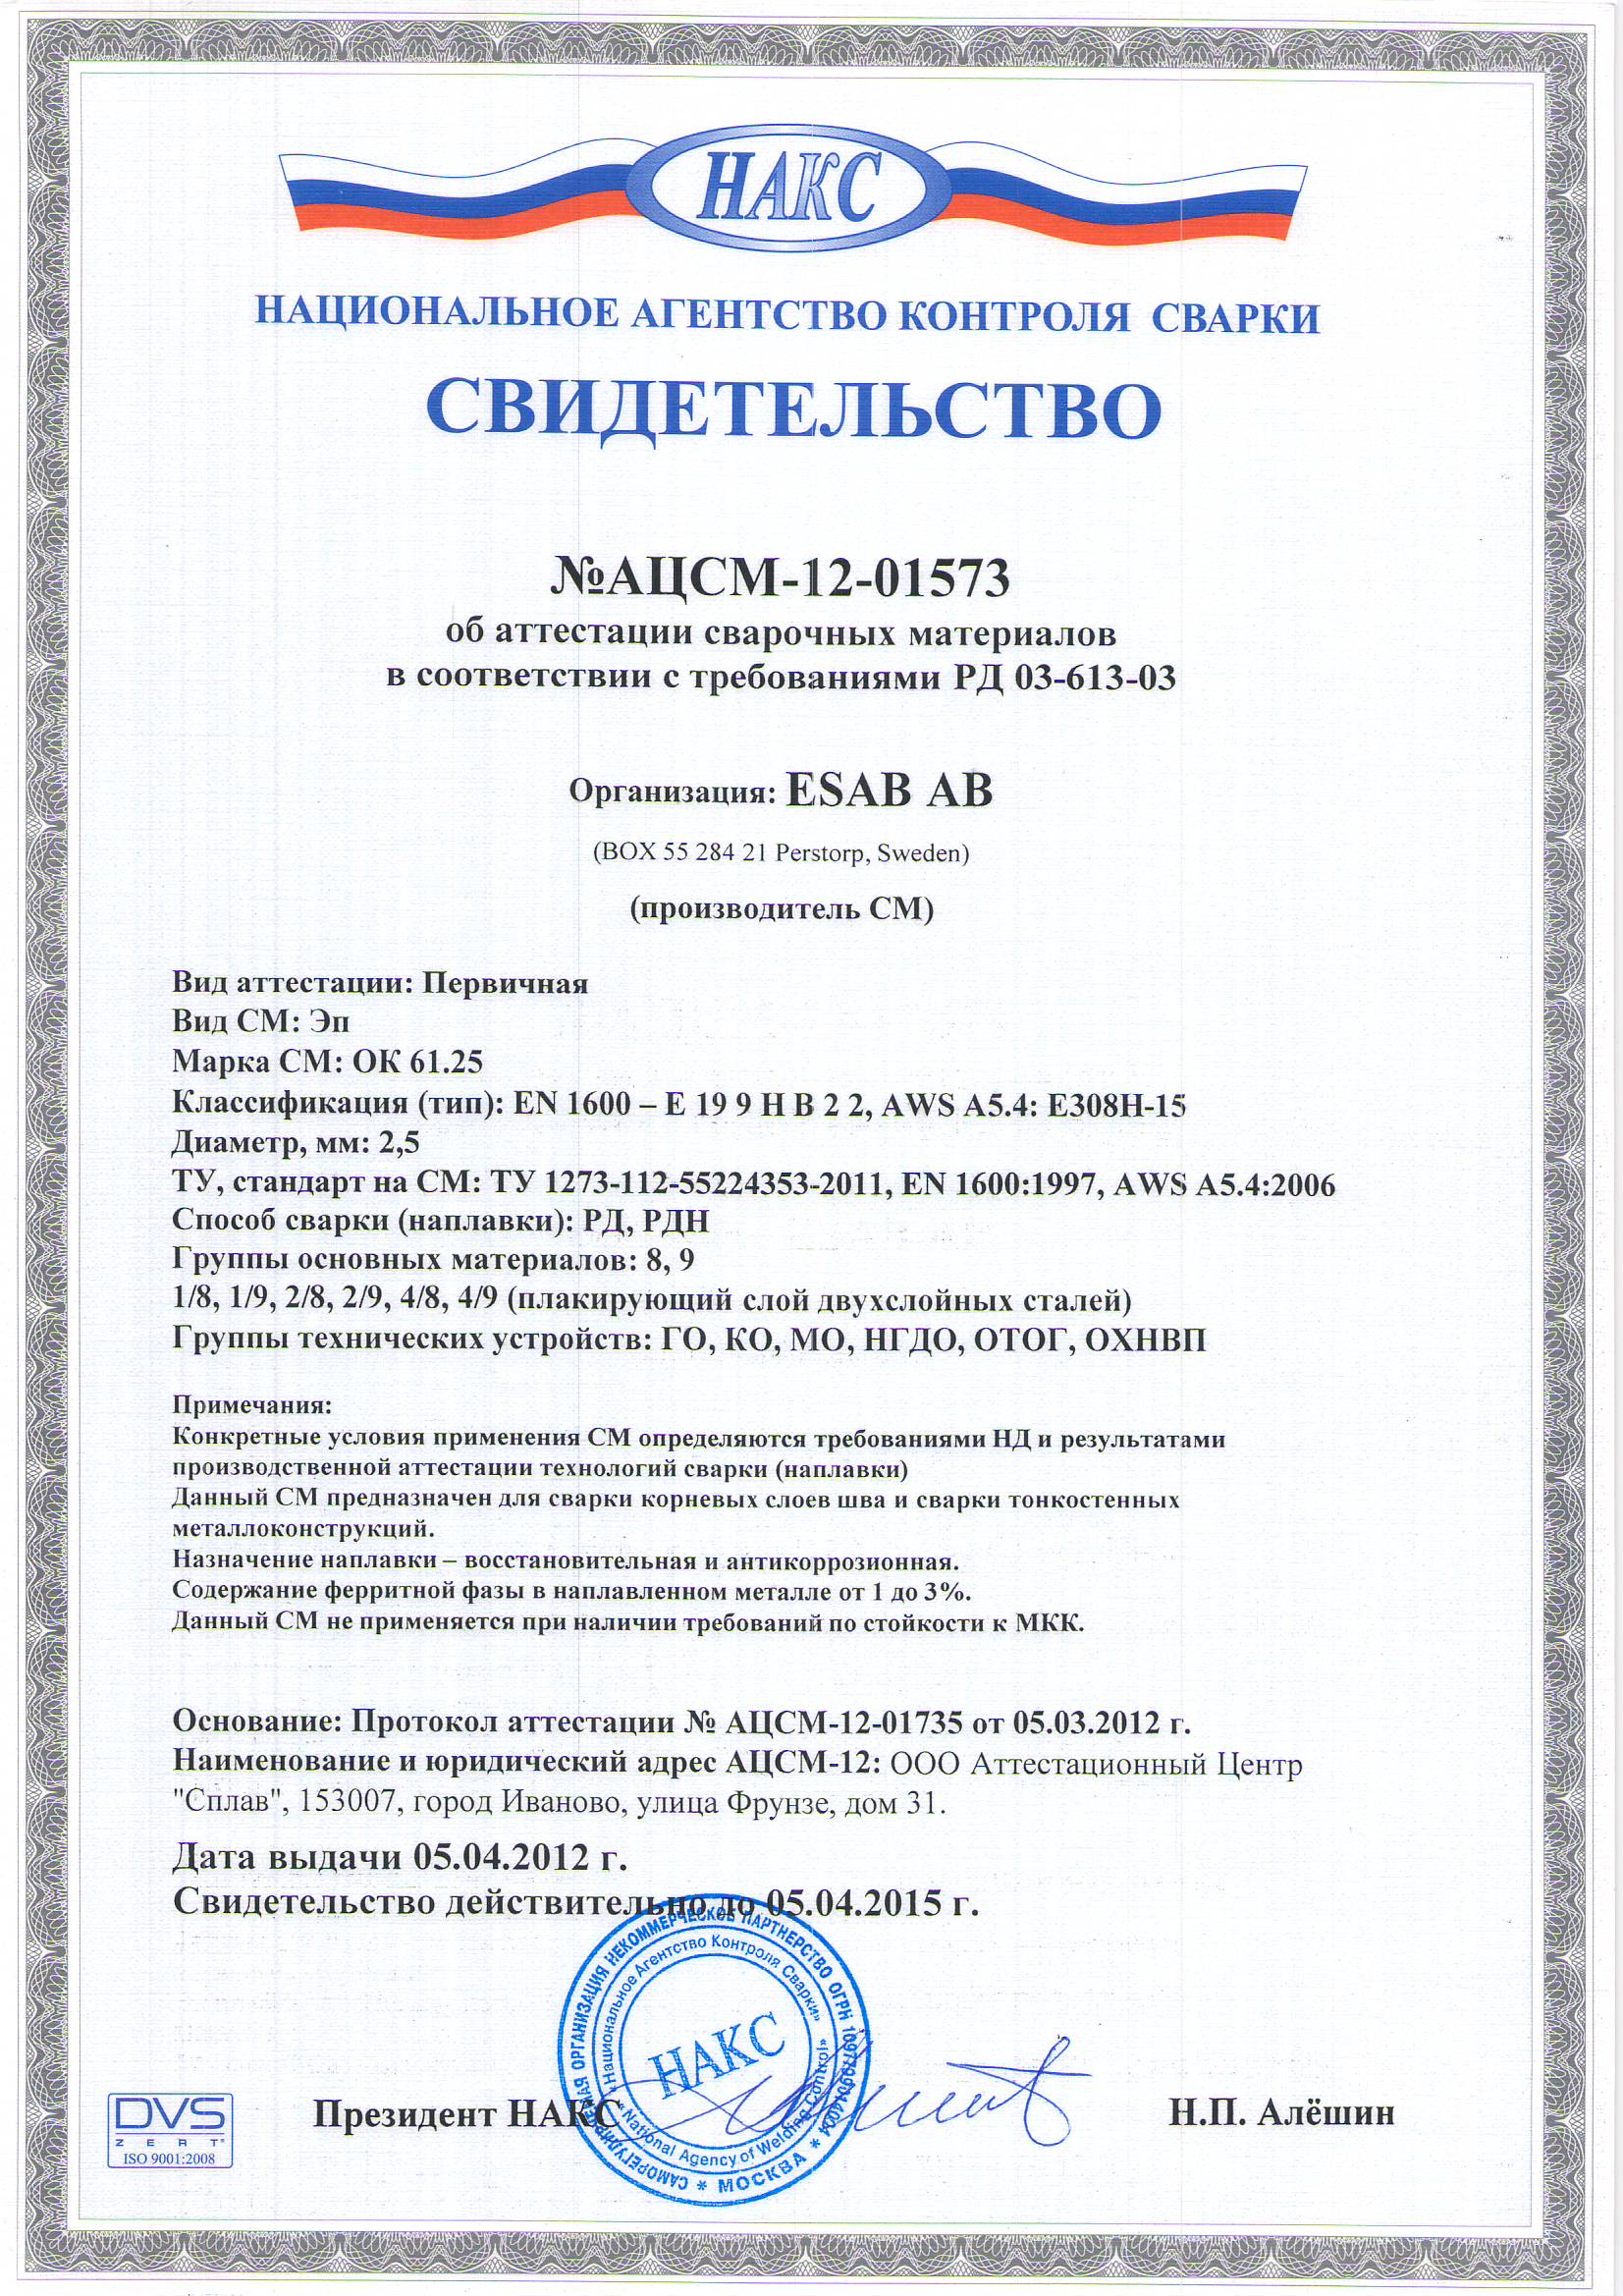 НАКС
НАЦИОНАЛЬНОЕ АГЕНТСТВО КОНТРОЛЯ СВАРКИ
СВИДЕТЕЛЬСТВО
№АЦСМ-12-01573
об аттестации сварочных материалов
в соответствии с требованиями РД 03-613-03
Организация: ESAB AB
(BOX 55 284 21 Perstorp, Sweden)
(производитель СМ)
Вид аттестации: Первичная
Вид СМ: Эп
Марка СМ: ОК 61.25
Классификация (тип): EN 1600 – E 19 9 H B 2 2, AWS A5.4: E308H-15
Диаметр, мм: 2,5
ТУ, стандарт на СМ: ТУ 1273-112-55224353-2011, EN 1600:1997, AWS A5.4:2006
Способ сварки (наплавки): РД, РДН
Группы основных материалов: 8, 9
1/8, 1/9, 2/8, 2/9, 4/8, 4/9 (плакирующий слой двухслойных сталей)
Группы технических устройств: ГО, КО, МО, НГДО, ОТОГ, ОХНВП
Примечания:
Конкретные условия применения СМ определяются требованиями НД и результатами
производственной аттестации технологий сварки (наплавки)
Данный СМ предназначен для сварки корневых слоев шва и сварки тонкостенных
металлоконструкций.
Назначение наплавки – восстановительная и антикоррозионная.
Содержание ферритной фазы в наплавленном металле от 1 до 3%.
Данный СМ не применяется при наличии требований по стойкости к МКК.
Основание: Протокол аттестации № АЦСМ-12-01735 от 05.03.2012 г.
Наименование и юридический адрес АЦСМ-12: ООО Аттестационный Центр
"Сплав", 153007, город Иваново, улица Фрунзе, дом 31.
Дата выдачи 05.04.2012 г.
Свидетельство действительно до 05.04.2015 г.
САМОРЕГУЛИРУЕМАЯ ОРГАНИЗАЦИЯ НЕКОММЕРЧЕСКОЕ ПАРТНЕРСТВО ОГРН
* МОСКВА *
«Национальное Агентство Контроля Сварки»
«National Agency of Welding Control»
НАКС
Президент НАКС
Н.П. Алёшин
DVS
ZERT
ISO 9001:2008